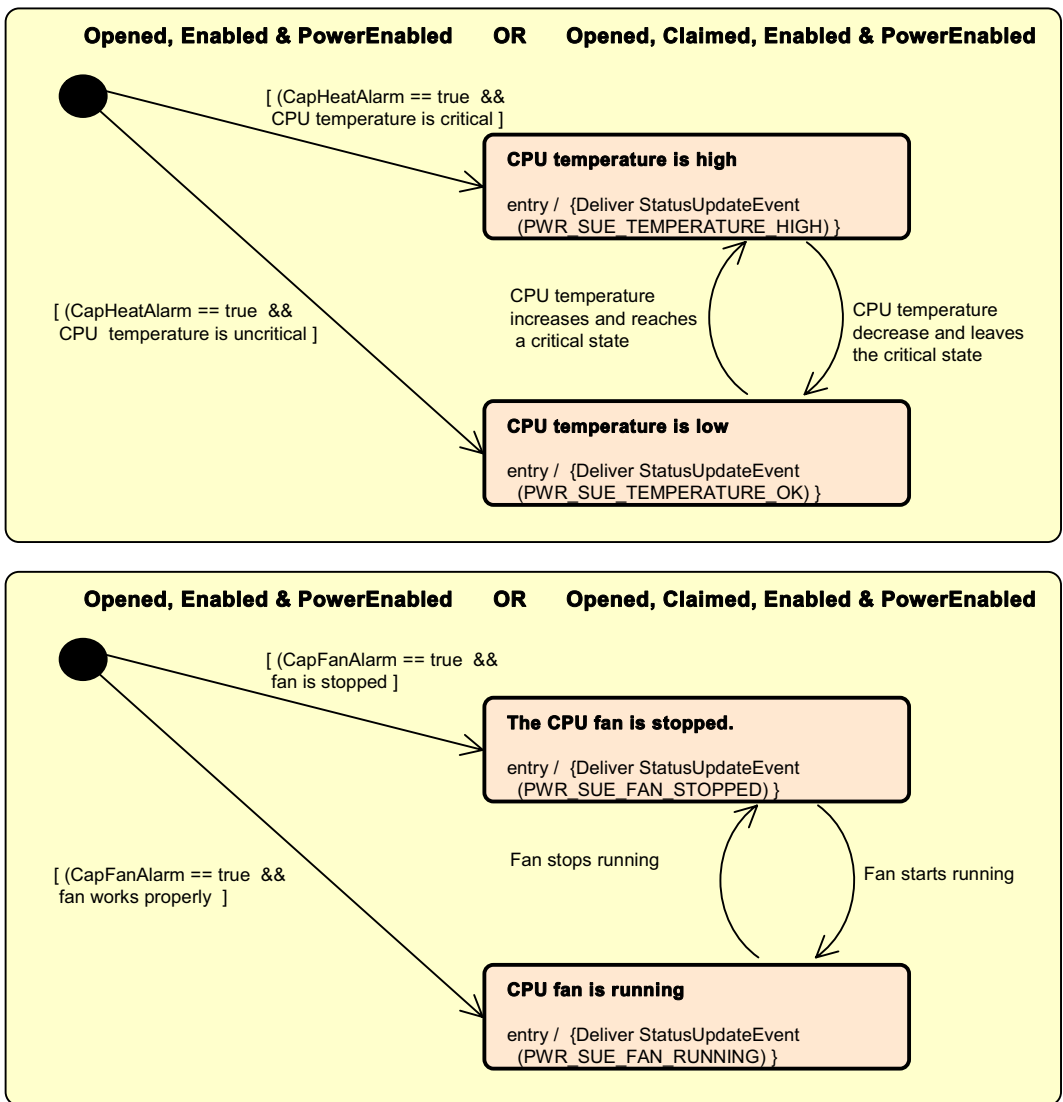 Opened, Enabled & PowerEnabled OR Opened, Claimed, Enabled & PowerEnabled
[ (CapHeatAlarm == true &&
CPU temperature is critical ]
CPU temperature is high
entry / {Deliver StatusUpdateEvent
(PWR_SUE_TEMPERATURE_HIGH) }
[ (CapHeatAlarm == true &&
CPU temperature is uncritical ]
CPU temperature
increases and reaches
a critical state
CPU temperature
decrease and leaves
the critical state
CPU temperature is low
entry / {Deliver StatusUpdateEvent
(PWR_SUE_TEMPERATURE_OK) }
Opened, Enabled & PowerEnabled OR Opened, Claimed, Enabled & PowerEnabled
[ (CapFanAlarm == true &&
fan is stopped ]
The CPU fan is stopped.
entry / {Deliver StatusUpdateEvent
(PWR_SUE_FAN_STOPPED) }
[ (CapFanAlarm == true &&
fan works properly ]
Fan stops running
Fan starts running
CPU fan is running
entry / {Deliver StatusUpdateEvent
(PWR_SUE_FAN_RUNNING) }